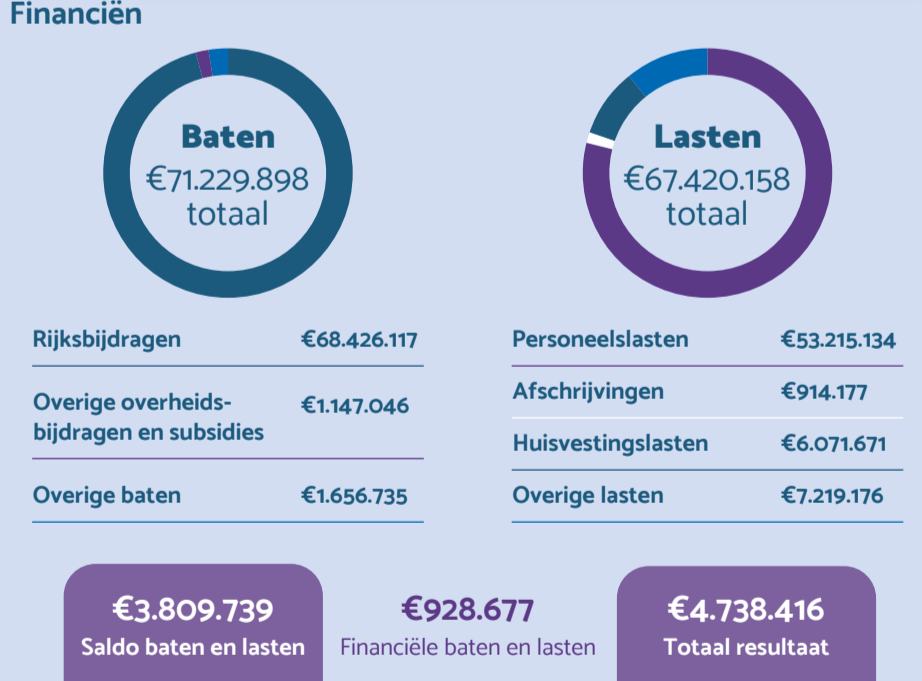 Financiën
Baten
€71.229.898
totaal
Lasten
€67.420.158
totaal
Rijksbijdragen €68.426.117
Overige overheids-
bijdragen en subsidies €1.147.046
Overige baten €1.656.735
Personeelslasten €53.215.134
Afschrijvingen €914.177
Huisvestingslasten €6.071.671
Overige lasten €7.219.176
€3.809.739
Saldo baten en lasten
€928.677
Financiële baten en lasten
€4.738.416
Totaal resultaat